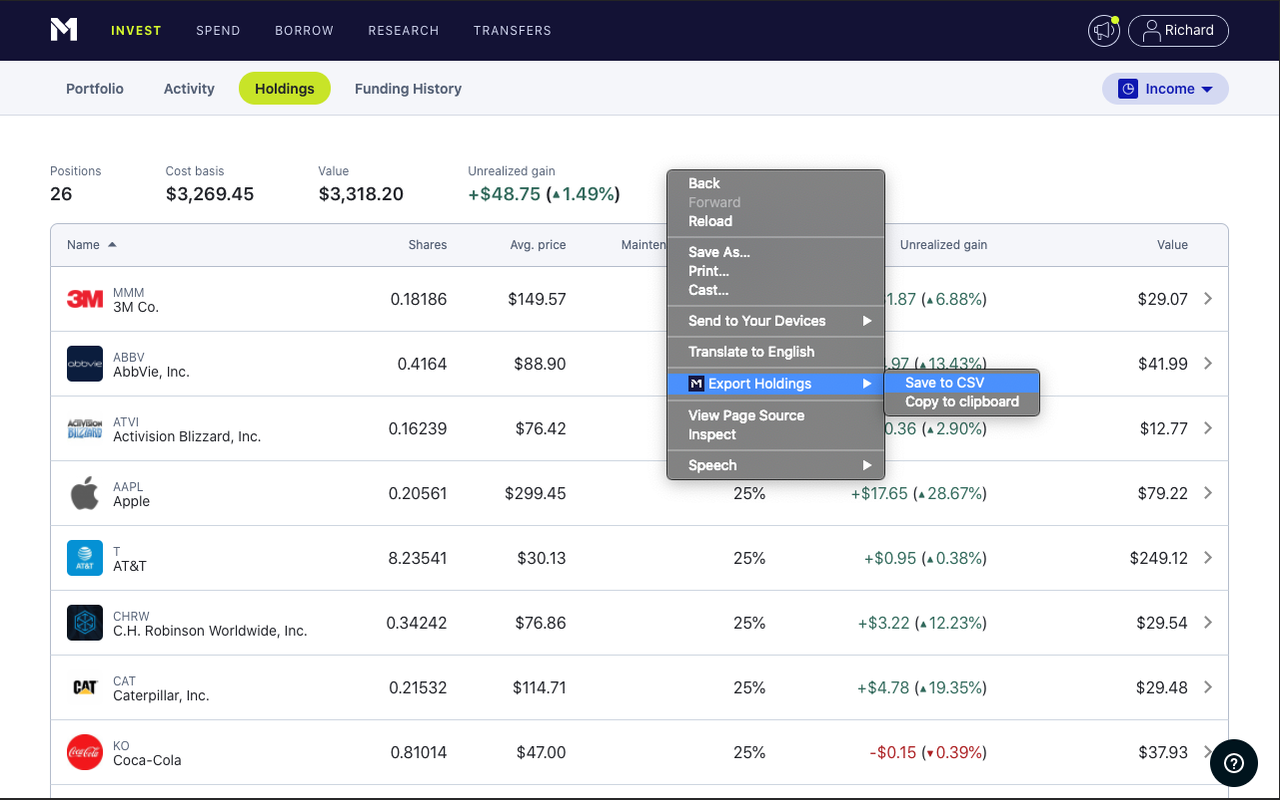 INVEST SPEND BORROW RESEARCH TRANSFERS Richard
Portfolio Activity Holdings Funding History Income
Positions Cost basis Value Unrealized gain
26 $3,269.45 $3,318.20 +$48.75 (▲1.49%)
Name Shares Avg. price Mainten Unrealized gain Value
MMM
3M 3M Co. 0.18186 $149.57 1.87 (▲6.88%) $29.07
ABBV
abbvie AbbVie, Inc. 0.4164 $88.90 .97 (▲13.43%) $41.99
ATVI
ACTIVISION BLIZZARD Activision Blizzard, Inc. 0.16239 $76.42 0.36 (▲2.90%) $12.77
AAPL
Apple 0.20561 $299.45 25% +$17.65 (▲28.67%) $79.22
T
AT&T AT&T 8.23541 $30.13 25% +$0.95 (▲0.38%) $249.12
CHRW
C.H. Robinson Worldwide, Inc. 0.34242 $76.86 25% +$3.22 (▲12.23%) $29.54
CAT
CAT Caterpillar, Inc. 0.21532 $114.71 25% +$4.78 (▲19.35%) $29.48
KO
Coca-Cola Coca-Cola 0.81014 $47.00 25% -$0.15 (▼0.39%) $37.93
Back
Forward
Reload
Save As...
Print...
Cast...
Send to Your Devices
Translate to English
Export Holdings
View Page Source
Inspect
Speech
Save to CSV
Copy to clipboard